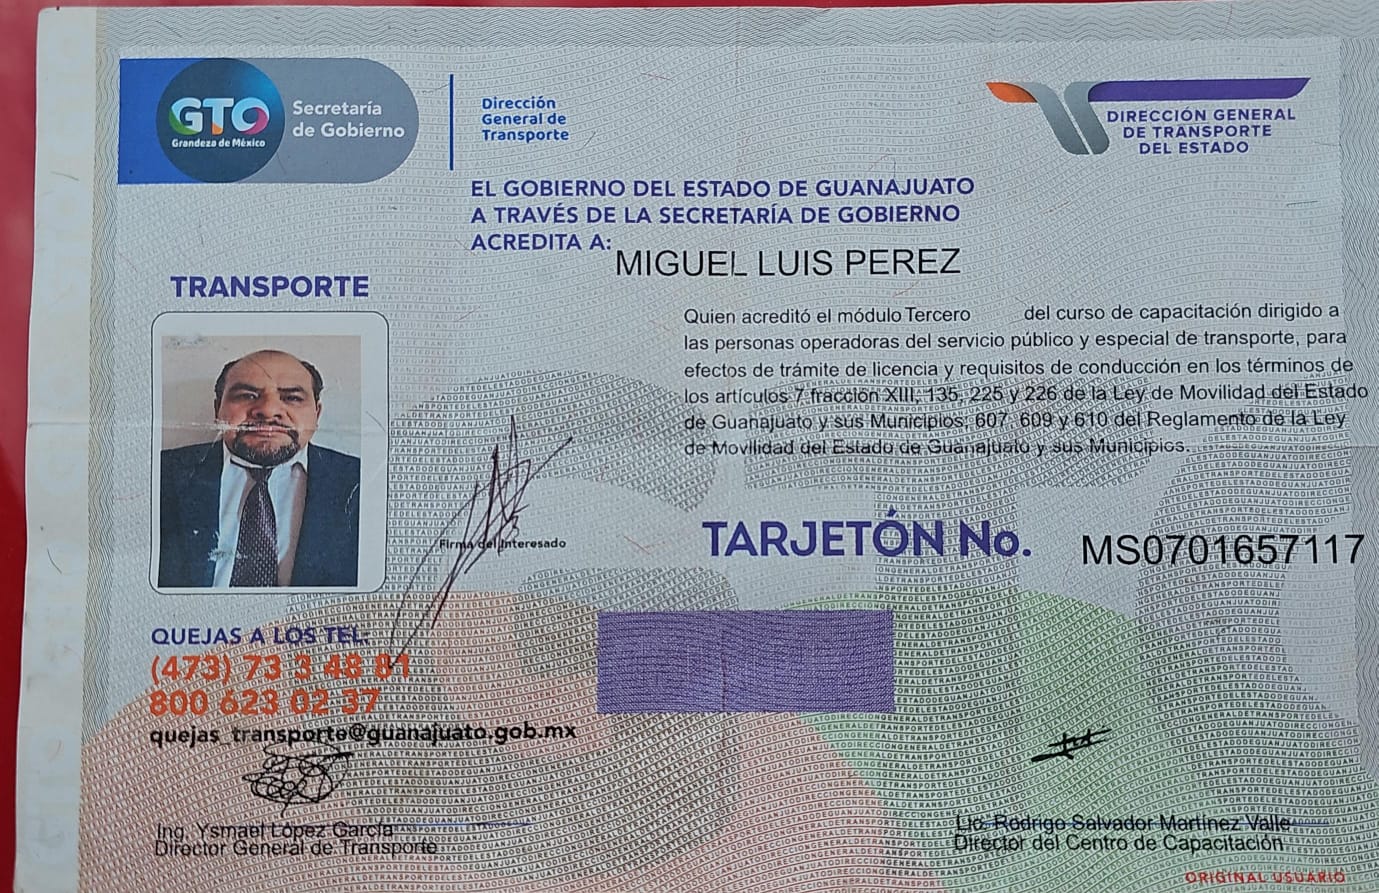 GTO
Grandeza de México
Secretaría
de Gobierno
Dirección
General de
Transporte
DIRECCIÓN GENERAL
DE TRANSPORTE
DEL ESTADO
EL GOBIERNO DEL ESTADO DE GUANAJUATO
A TRAVÉS DE LA SECRETARÍA DE GOBIERNO
ACREDITA A:
MIGUEL LUIS PEREZ
TRANSPORTE
Quien acreditó el módulo Tercero del curso de capacitación dirigido a
las personas operadoras del servicio público y especial de transporte, para
efectos de trámite de licencia y requisitos de conducción en los términos de
los artículos 7 fracción XIII, 135, 225 y 226 de la Ley de Movilidad del Estado
de Guanajuato y sus Municipios; 607, 609 y 610 del Reglamento de la Ley
de Movilidad del Estado de Guanajuato y sus Municipios.
Firma del Interesado
TARJETÓN No. MS0701657117
QUEJAS A LOS TEL:
(473) 73 3 48 81
800 623 02 37
quejas_transporte@guanajuato.gob.mx
Ing. Ysmael López García
Director General de Transporte
Lic. Rodrigo Salvador Martínez Valle
Director del Centro de Capacitación
ORIGINAL USUARIO